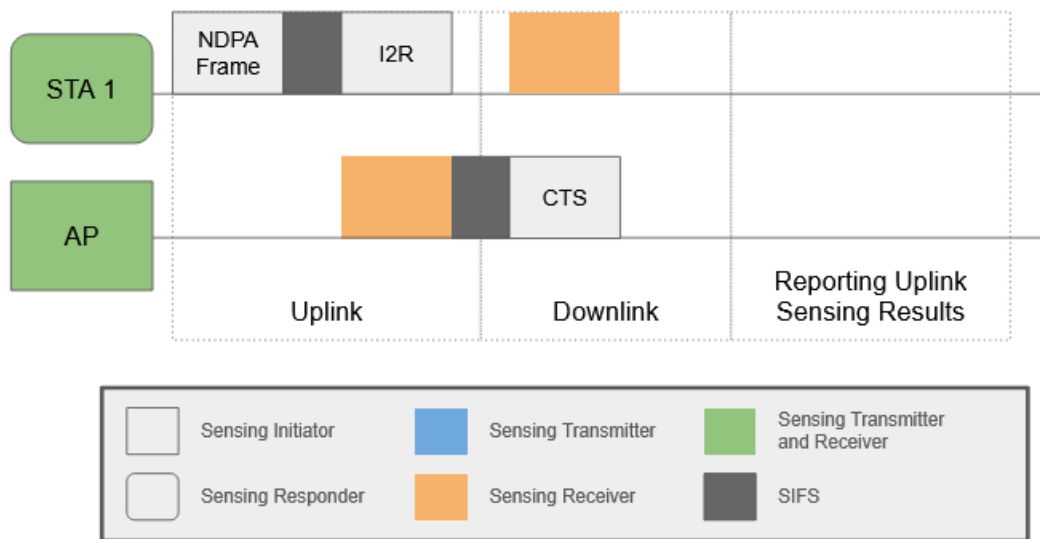 NDPA
Frame
I2R
STA 1
CTS
AP
Uplink
Downlink
Reporting Uplink
Sensing Results
Sensing Initiator
Sensing Transmitter
Sensing Transmitter
and Receiver
Sensing Responder
Sensing Receiver
SIFS